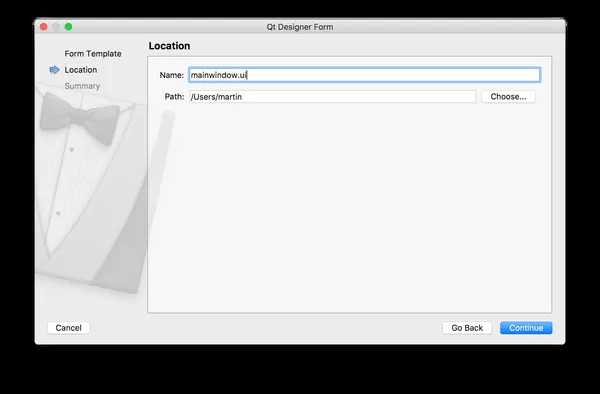 Qt Designer Form
Form Template
Location
Summary
Location
Name: mainwindow.ui
Path: /Users/martin Choose...
Cancel Go Back Continue